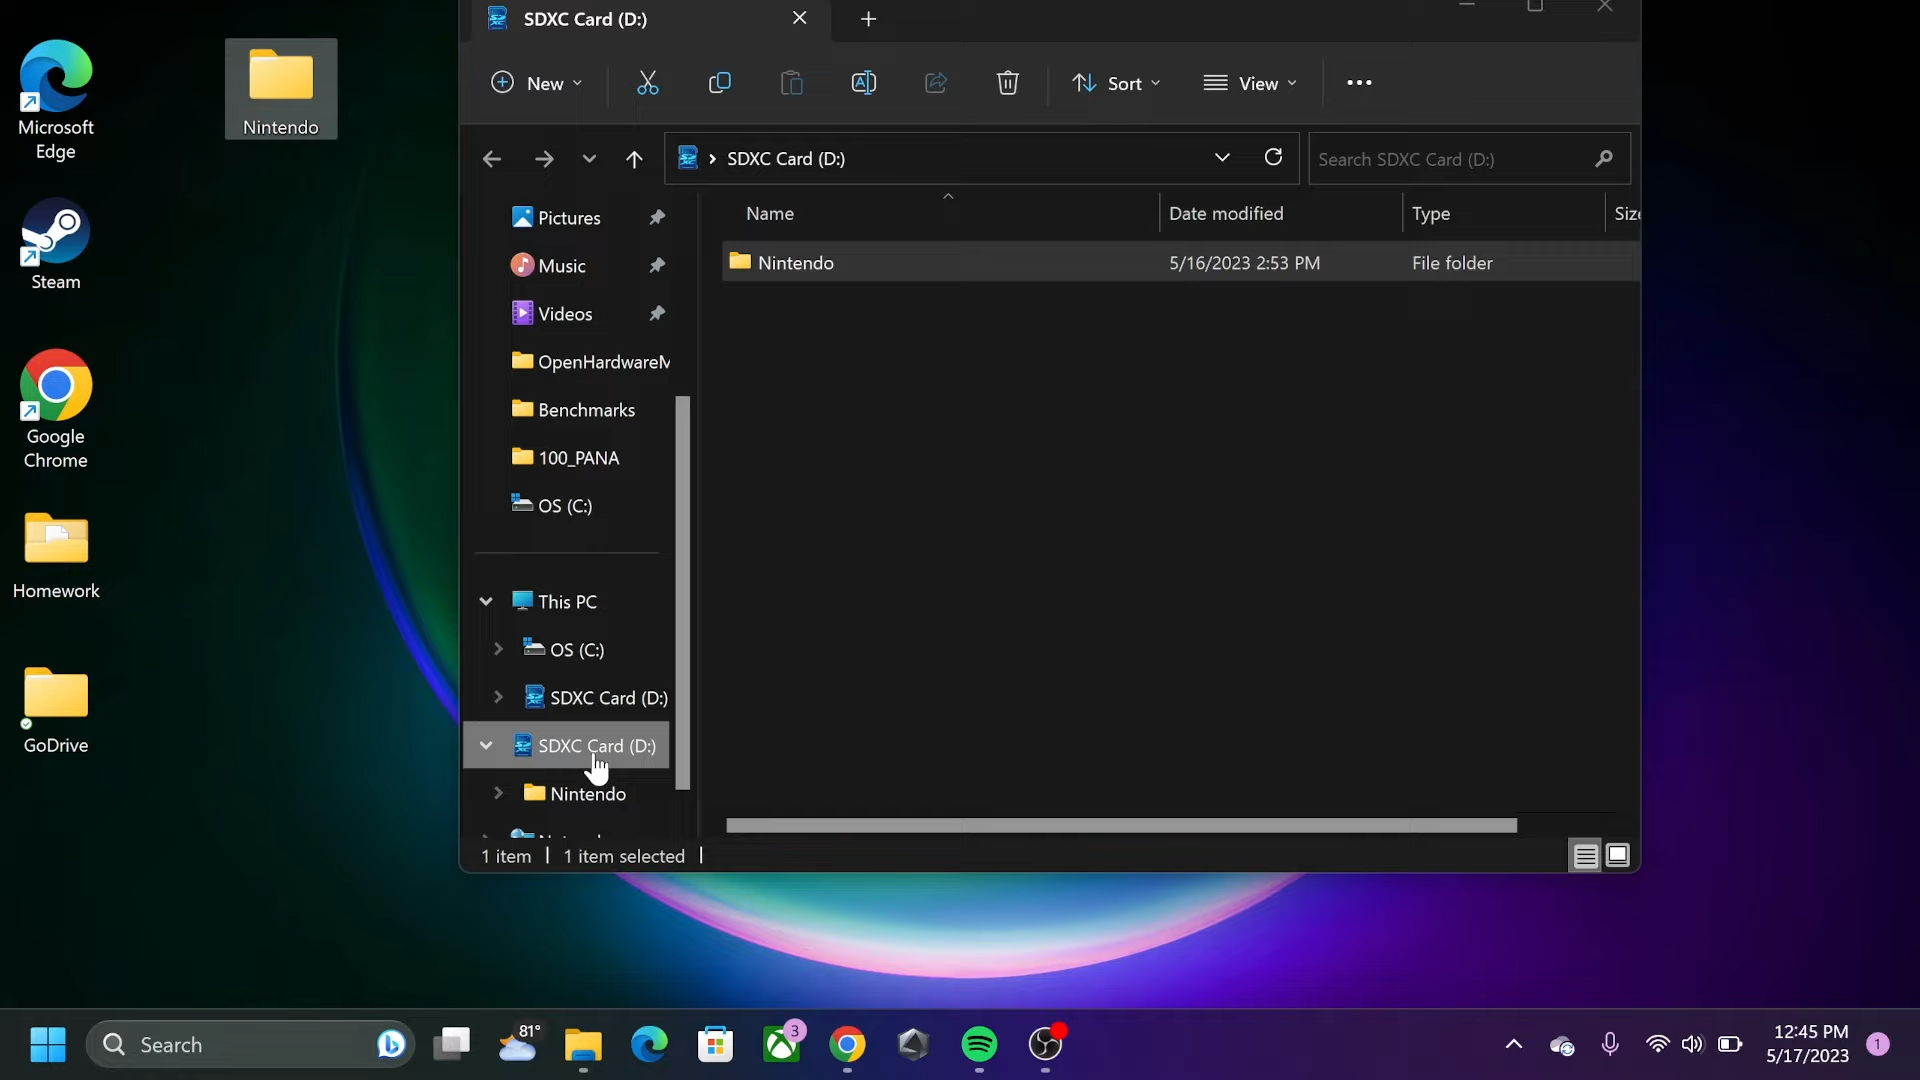 Microsoft
Edge
Nintendo
Steam
Google
Chrome
Homework
GoDrive
SDXC Card (D:)
New
Sort
View
SDXC Card (D:)
Search SDXC Card (D:)
Pictures
Music
Videos
OpenHardwareM
Benchmarks
100_PANA
OS (C:)
This PC
OS (C:)
SDXC Card (D:)
SDXC Card (D:)
Nintendo
Name Date modified Type Size
Nintendo 5/16/2023 2:53 PM File folder
1 item 1 item selected
Search
81°
3
12:45 PM
5/17/2023
1